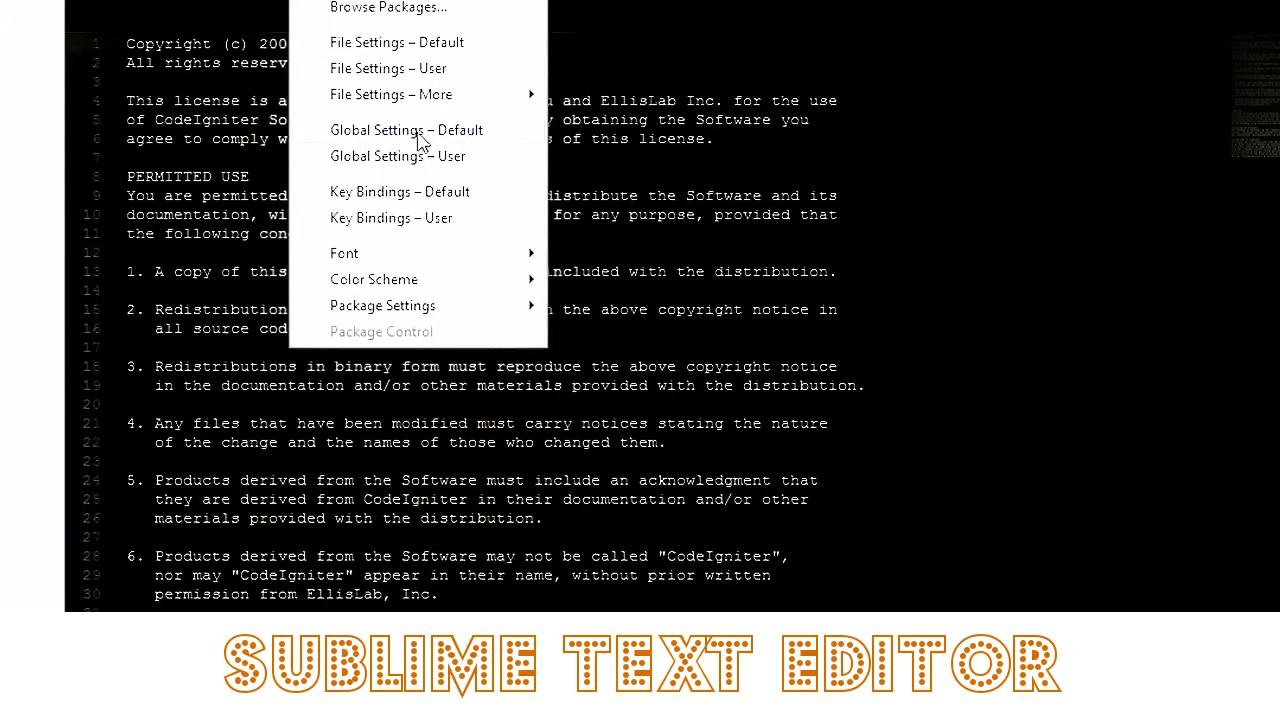 Browse Packages...
File Settings – Default
File Settings – User
File Settings – More
Global Settings – Default
Global Settings – User
Key Bindings – Default
Key Bindings – User
Font
Color Scheme
Package Settings
Package Control
1 Copyright (c) 200
2 All rights reserv
3
4 This license is a u and EllisLab Inc. for the use
5 of CodeIgniter So y obtaining the Software you
6 agree to comply w s of this license.
7
8 PERMITTED USE
9 You are permitted distribute the Software and its
10 documentation, wi for any purpose, provided that
11 the following con
12
13 1. A copy of this included with the distribution.
14
15 2. Redistribution the above copyright notice in
16 all source cod
17
18 3. Redistributions in binary form must reproduce the above copyright notice
19 in the documentation and/or other materials provided with the distribution.
20
21 4. Any files that have been modified must carry notices stating the nature
22 of the change and the names of those who changed them.
23
24 5. Products derived from the Software must include an acknowledgment that
25 they are derived from CodeIgniter in their documentation and/or other
26 materials provided with the distribution.
27
28 6. Products derived from the Software may not be called "CodeIgniter",
29 nor may "CodeIgniter" appear in their name, without prior written
30 permission from EllisLab, Inc.
SUBLIME TEXT EDITOR